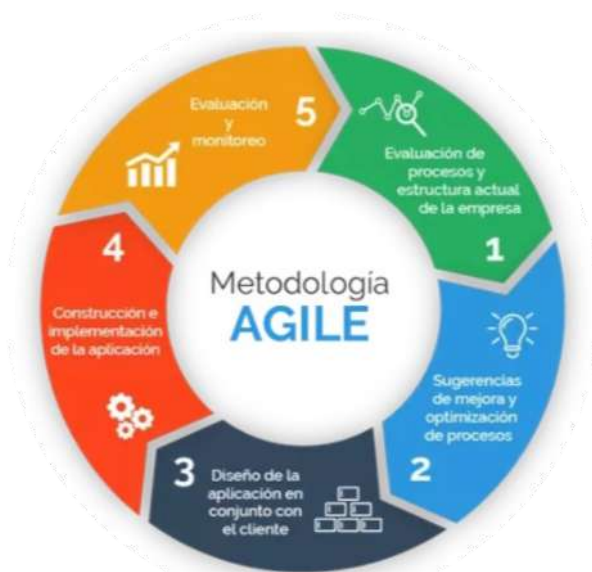 Metodología
AGILE
Evaluación de
procesos y
estructura actual
de la empresa
1
Sugerencias
de mejora y
optimización
de procesos
2
3
Diseño de la
aplicación en
conjunto con
el cliente
4
Construcción e
implementación
de la aplicación
5
Evaluación
y
monitoreo